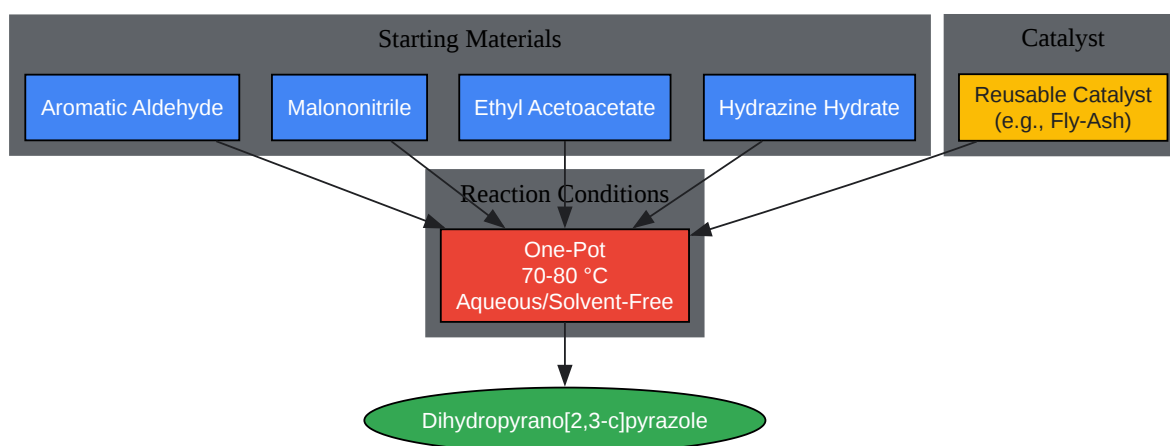 Starting Materials
Catalyst
Aromatic Aldehyde
Malononitrile
Ethyl Acetoacetate
Hydrazine Hydrate
Reusable Catalyst
(e.g., Fly-Ash)
Reaction Conditions
One-Pot
70-80 °C
Aqueous/Solvent-Free
Dihydropyrano[2,3-c]pyrazole